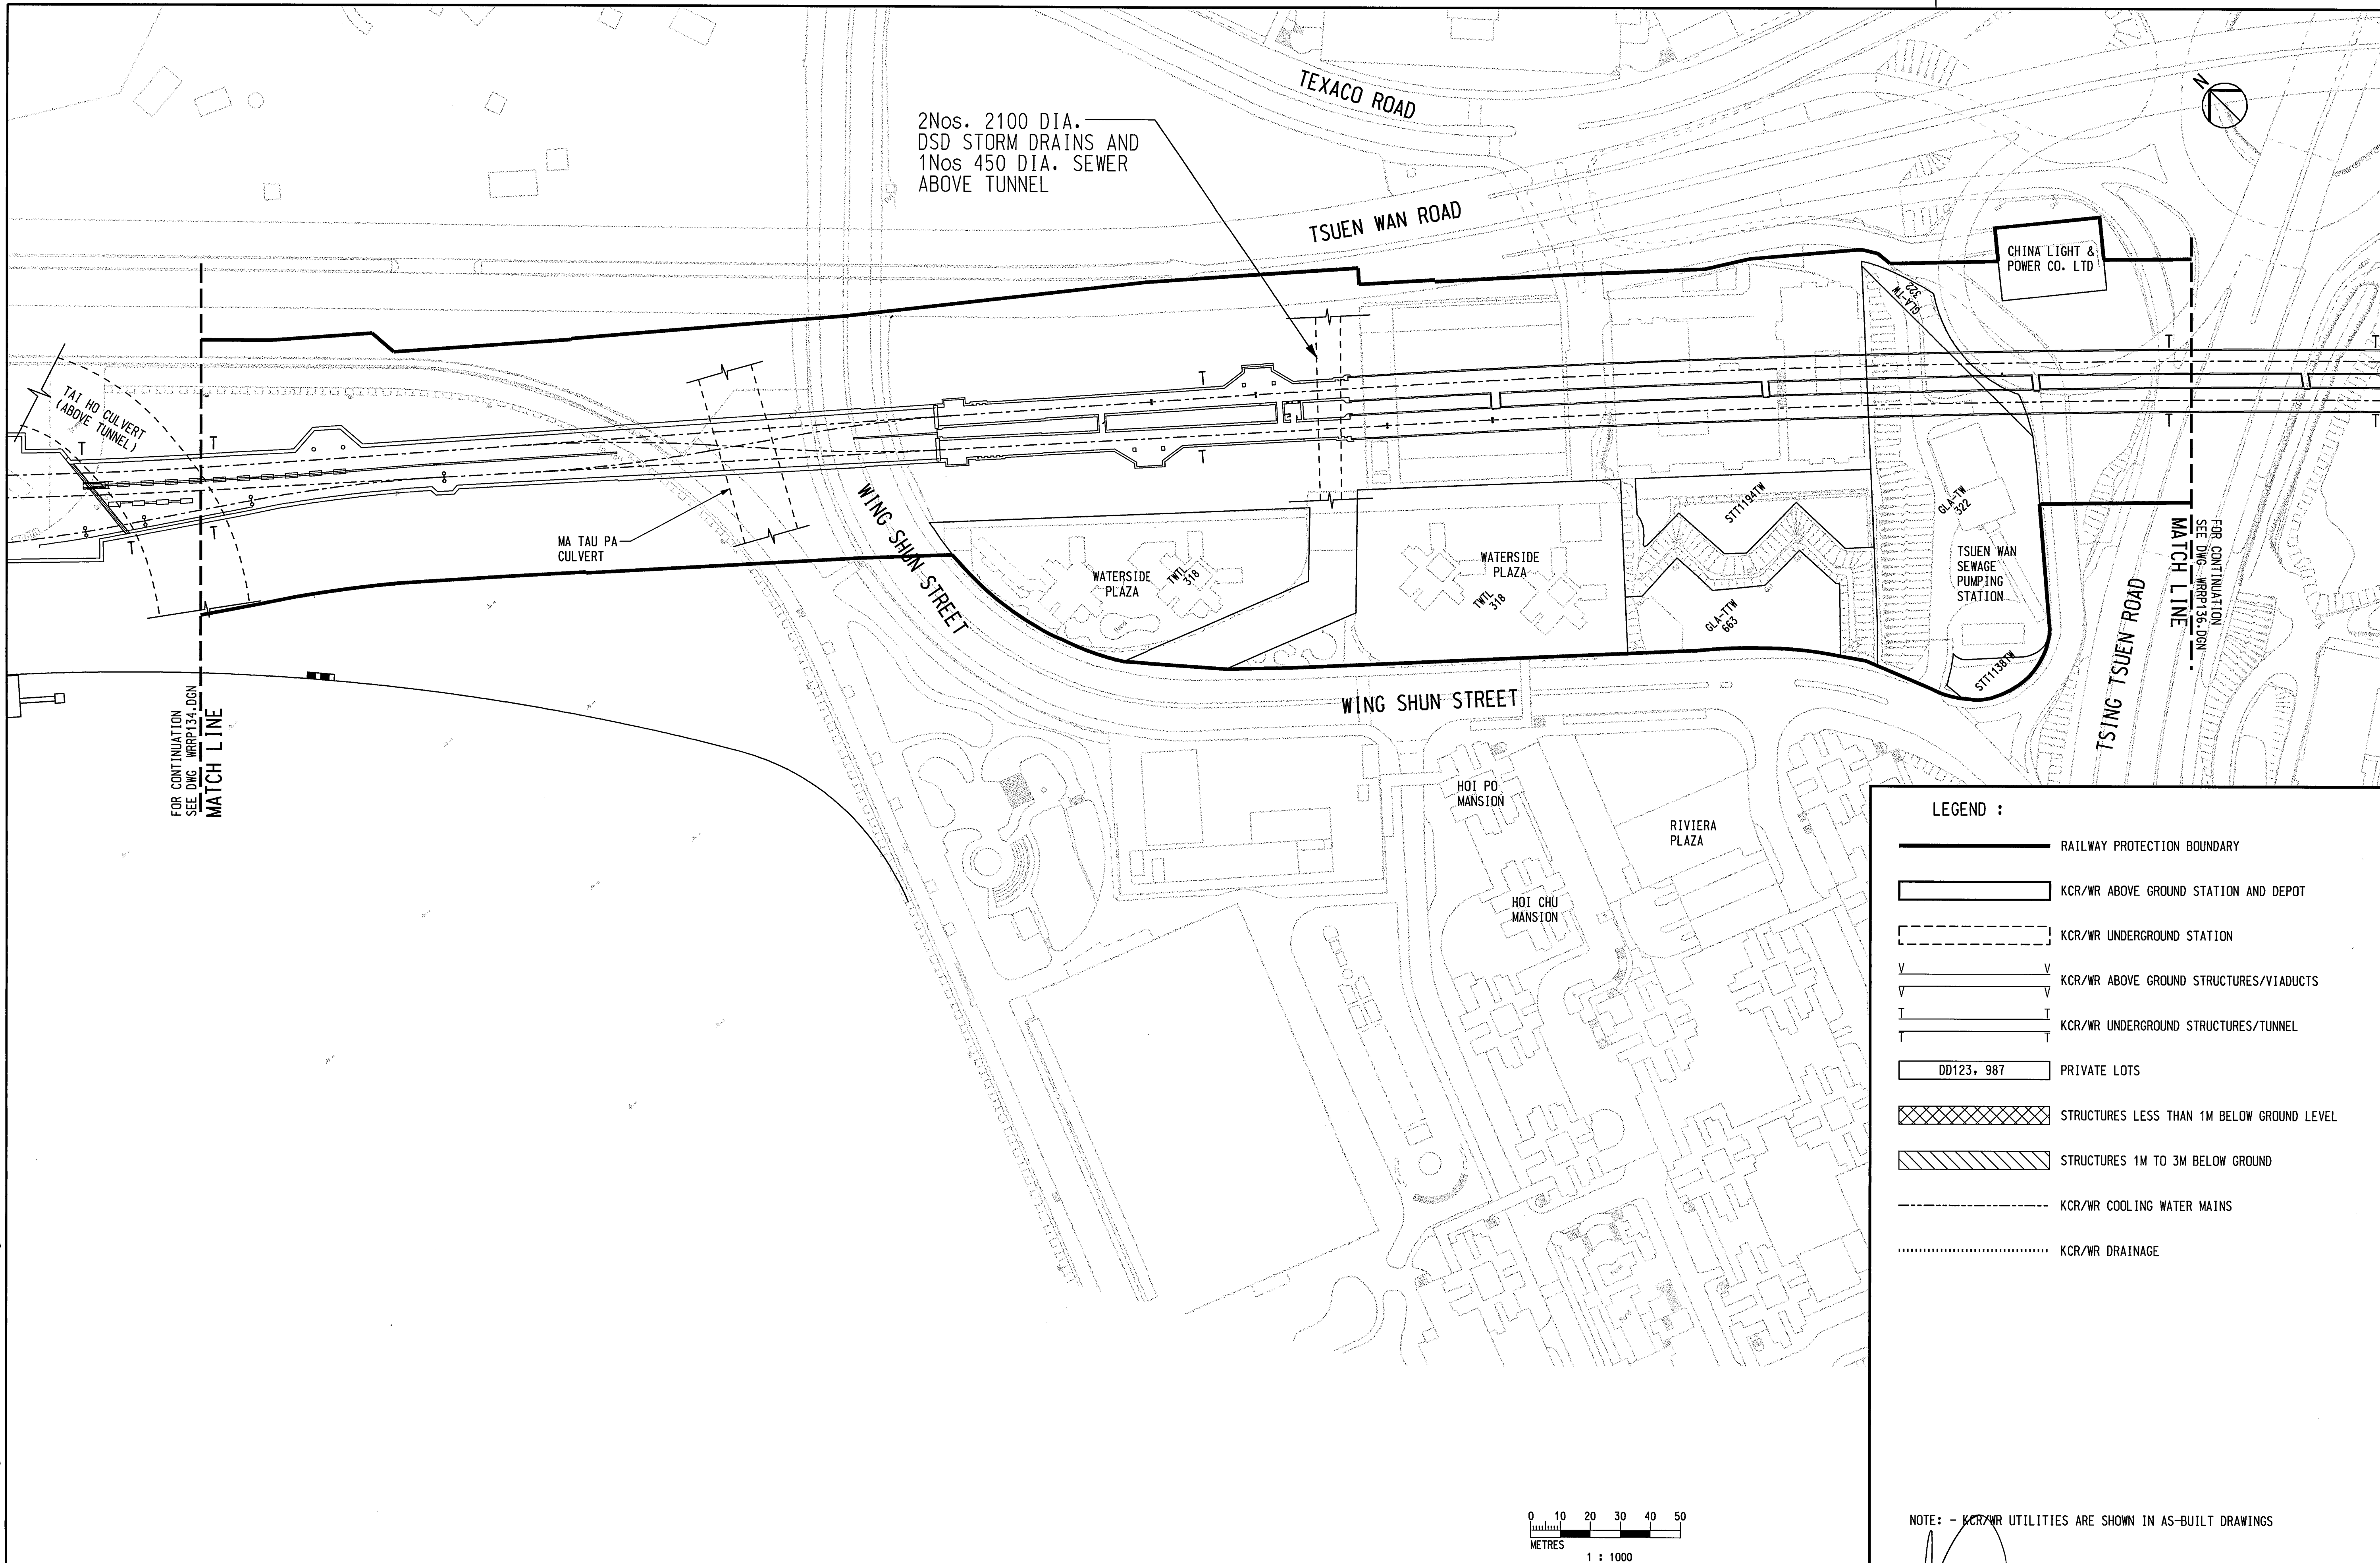 TEXACO ROAD
N
2Nos. 2100 DIA.
DSD STORM DRAINS AND
1Nos 450 DIA. SEWER
ABOVE TUNNEL
TSUEN WAN ROAD
CHINA LIGHT &
POWER CO. LTD
GLA-TW
322
T
T
T
T
T
T
T
T
T
T
T
T
TAI HO CULVERT
(ABOVE TUNNEL)
MA TAU PA
CULVERT
WING SHUN STREET
WATERSIDE
PLAZA
TWTL
318
WATERSIDE
PLAZA
TWTL
318
STT1194TW
GLA-TTW
663
GLA-TW
322
TSUEN WAN
SEWAGE
PUMPING
STATION
STT1138TW
TSING TSUEN ROAD
FOR CONTINUATION
SEE DWG WRRP136.DGN
MATCH LINE
FOR CONTINUATION
SEE DWG WRRP134.DGN
MATCH LINE
WING SHUN STREET
HOI PO
MANSION
RIVIERA
PLAZA
HOI CHU
MANSION
LEGEND :
RAILWAY PROTECTION BOUNDARY
KCR/WR ABOVE GROUND STATION AND DEPOT
KCR/WR UNDERGROUND STATION
V V
KCR/WR ABOVE GROUND STRUCTURES/VIADUCTS
V V
T T
KCR/WR UNDERGROUND STRUCTURES/TUNNEL
T T
DD123, 987 PRIVATE LOTS
STRUCTURES LESS THAN 1M BELOW GROUND LEVEL
STRUCTURES 1M TO 3M BELOW GROUND
KCR/WR COOLING WATER MAINS
KCR/WR DRAINAGE
0 10 20 30 40 50
METRES
1 : 1000
NOTE: - KCR/WR UTILITIES ARE SHOWN IN AS-BUILT DRAWINGS